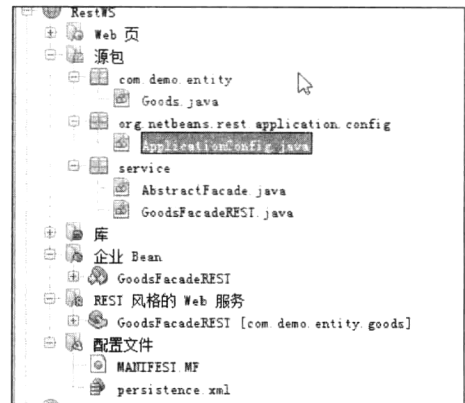 RestWS
Web 页
源包
com.demo.entity
Goods.java
org.netbeans.rest.application.config
ApplicationConfig.java
service
AbstractFacade.java
GoodsFacadeREST.java
库
企业 Bean
GoodsFacadeREST
REST 风格的 Web 服务
GoodsFacadeREST [com.demo.entity.goods]
配置文件
MANIFEST.MF
persistence.xml